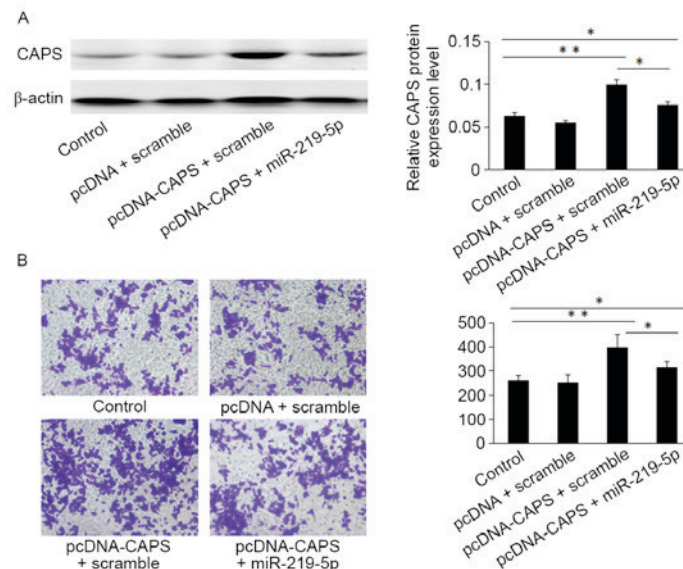 A
CAPS
β-actin
Control
pcDNA + scramble
pcDNA-CAPS + scramble
pcDNA-CAPS + miR-219-5p
Relative CAPS protein
expression level
0.15
0.1
0.05
0
*
* *
*
Control
pcDNA + scramble
pcDNA-CAPS + scramble
pcDNA-CAPS + miR-219-5p
B
Control
pcDNA + scramble
pcDNA-CAPS
+ scramble
pcDNA-CAPS
+ miR-219-5p
500
400
300
200
100
0
*
* *
*
Control
pcDNA + scramble
pcDNA-CAPS + scramble
pcDNA-CAPS + miR-219-5p